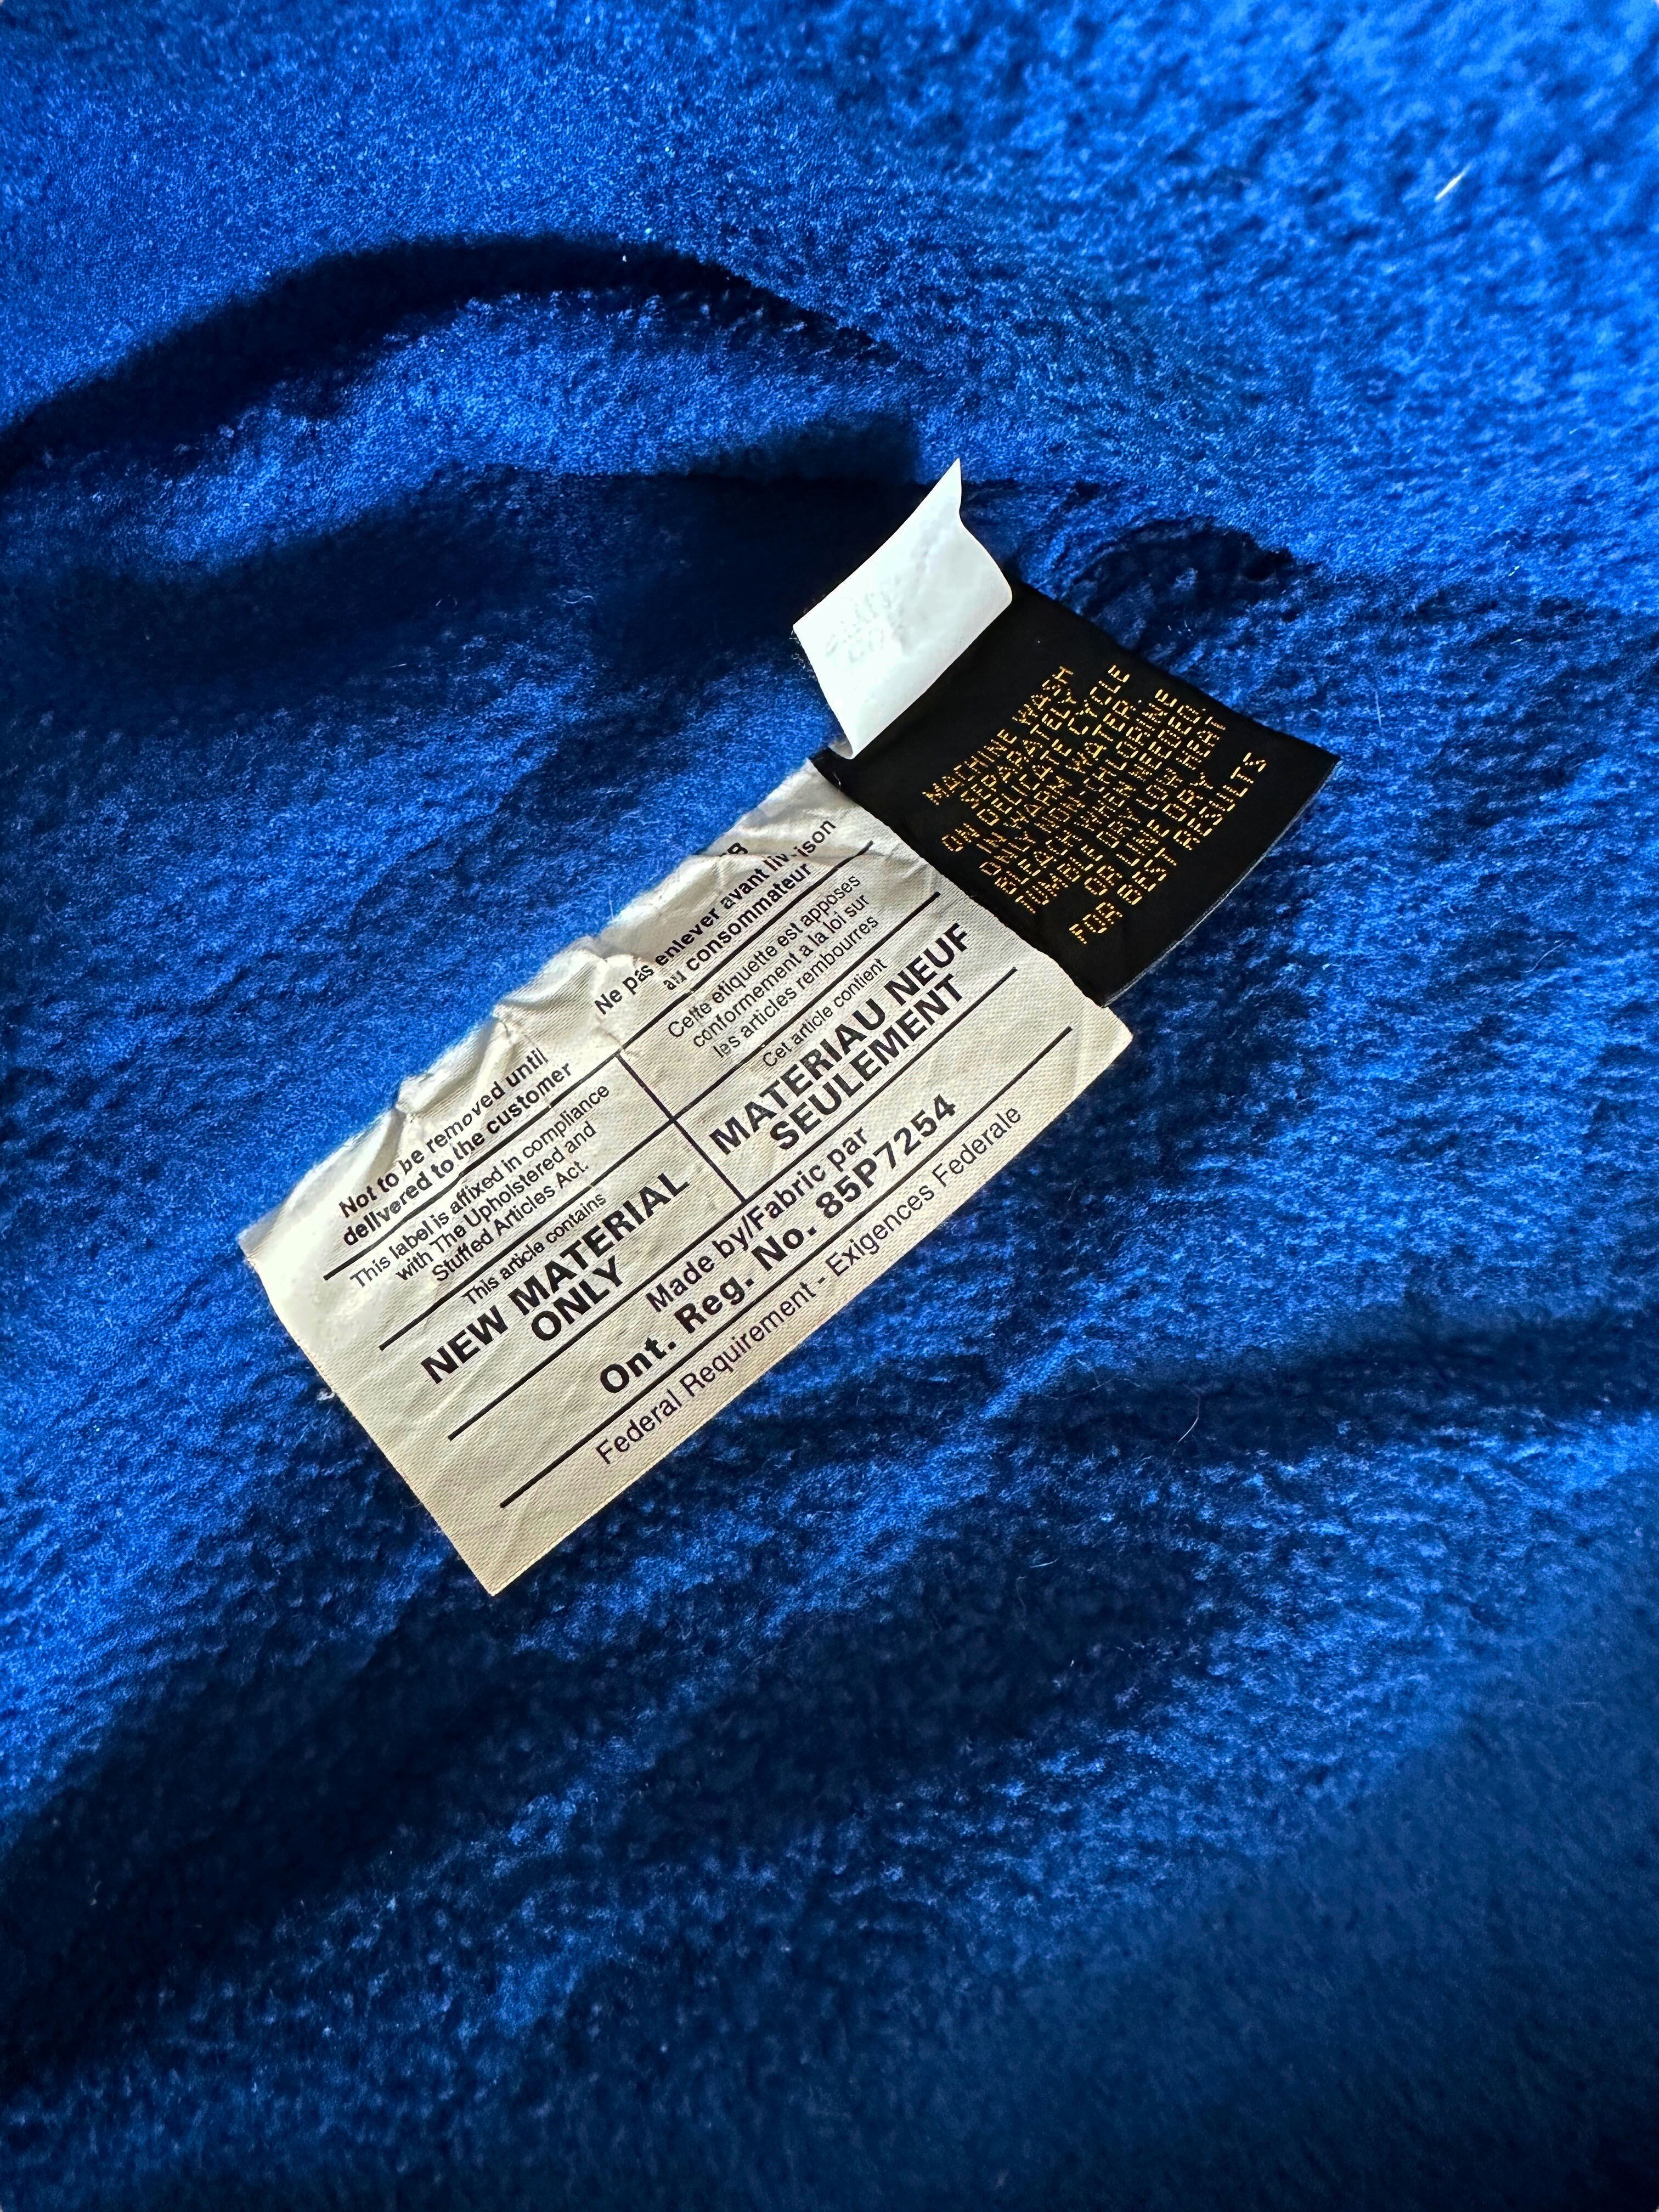 MACHINE WASH
SEPARATELY
ON DELICATE CYCLE
IN WARM WATER.
ONLY NON-CHLORINE
BLEACH WHEN NEEDED
TUMBLE DRY LOW HEAT
OR LINE DRY
FOR BEST RESULTS
Not to be removed until
delivered to the customer
This label is affixed in compliance
with The Upholstered and
Stuffed Articles Act.
This article contains
NEW MATERIAL
ONLY
Ne pas enlever avant livraison
au consommateur
Cette etiquette est apposes
conformement a la loi sur
les articles rembourres
Cet article contient
MATERIAU NEUF
SEULEMENT
Made by/Fabric par
Ont. Reg. No. 85P7254
Federal Requirement - Exigences Federale